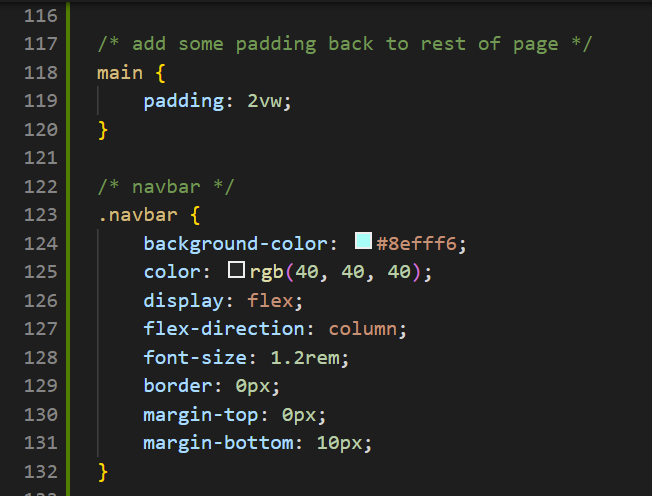 116
117 /* add some padding back to rest of page */
118 main {
119 padding: 2vw;
120 }
121
122 /* navbar */
123 .navbar {
124 background-color: #8efff6;
125 color: rgb(40, 40, 40);
126 display: flex;
127 flex-direction: column;
128 font-size: 1.2rem;
129 border: 0px;
130 margin-top: 0px;
131 margin-bottom: 10px;
132 }